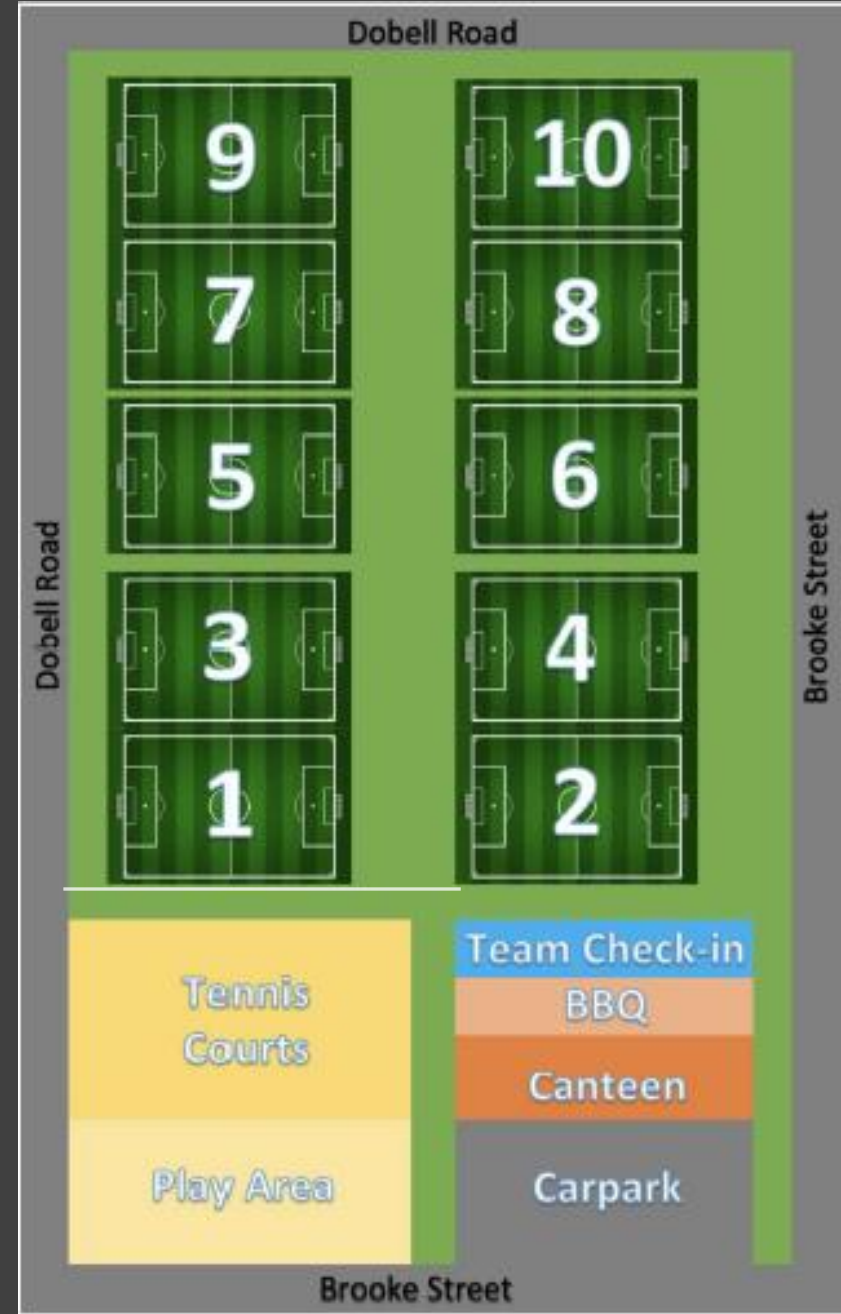 Dobell Road
9
10
7
8
5
6
Dobell Road
Brooke Street
3
4
1
2
Team Check-in
Tennis
Courts
BBQ
Canteen
Play Area
Carpark
Brooke Street